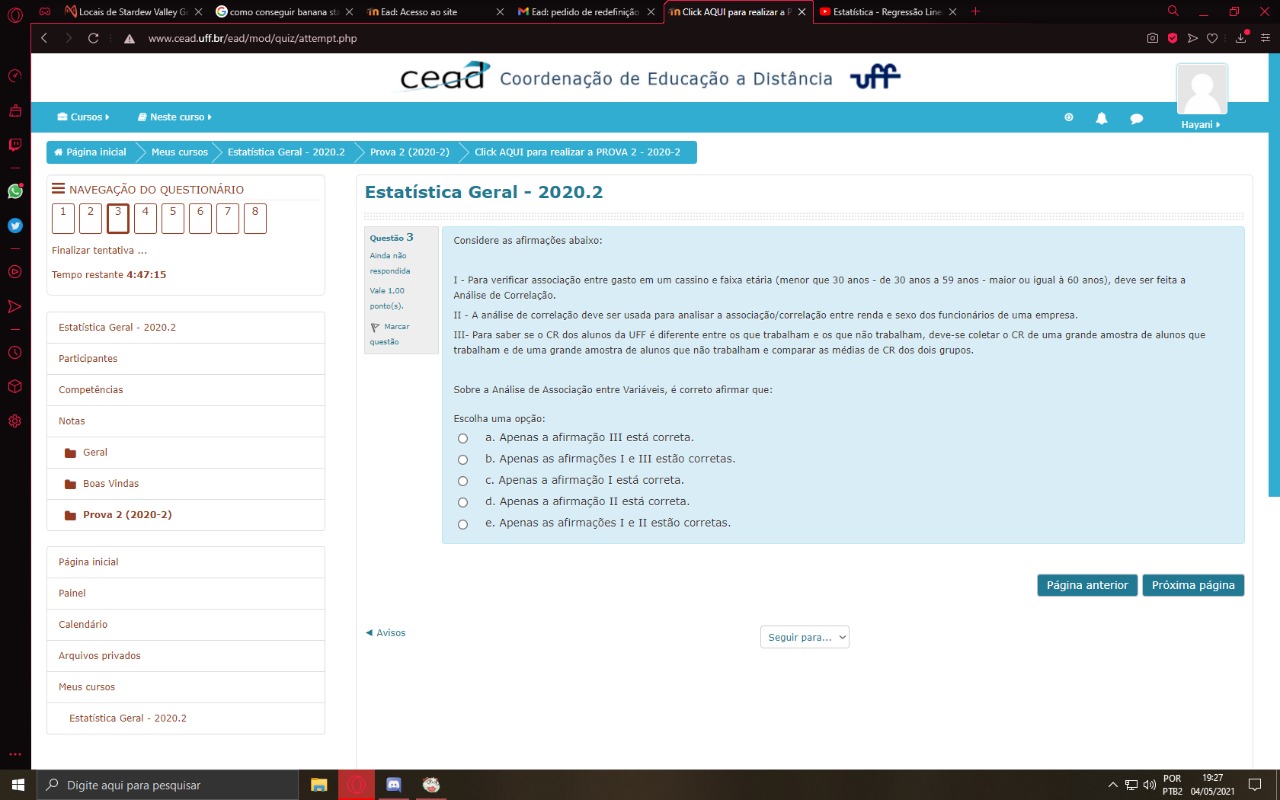 Locais de Stardew Valley G
como conseguir banana sta
Ead: Acesso ao site
Ead: pedido de redefinição
Click AQUI para realizar a P
Estatística - Regressão Line
www.cead.uff.br/ead/mod/quiz/attempt.php
cead Coordenação de Educação a Distância uff
Cursos
Neste curso
Hayani
Página inicial
Meus cursos
Estatística Geral - 2020.2
Prova 2 (2020-2)
Click AQUI para realizar a PROVA 2 - 2020-2
NAVEGAÇÃO DO QUESTIONÁRIO
1 2 3 4 5 6 7 8
Finalizar tentativa ...
Tempo restante 4:47:15
Estatística Geral - 2020.2
Participantes
Competências
Notas
Geral
Boas Vindas
Prova 2 (2020-2)
Página inicial
Painel
Calendário
Arquivos privados
Meus cursos
Estatística Geral - 2020.2
Estatística Geral - 2020.2
Questão 3
Ainda não
respondida
Vale 1,00
ponto(s).
Marcar
questão
Considere as afirmações abaixo:
I - Para verificar associação entre gasto em um cassino e faixa etária (menor que 30 anos - de 30 anos a 59 anos - maior ou igual à 60 anos), deve ser feita a
Análise de Correlação.
II - A análise de correlação deve ser usada para analisar a associação/correlação entre renda e sexo dos funcionários de uma empresa.
III- Para saber se o CR dos alunos da UFF é diferente entre os que trabalham e os que não trabalham, deve-se coletar o CR de uma grande amostra de alunos que
trabalham e de uma grande amostra de alunos que não trabalham e comparar as médias de CR dos dois grupos.
Sobre a Análise de Associação entre Variáveis, é correto afirmar que:
Escolha uma opção:
a. Apenas a afirmação III está correta.
b. Apenas as afirmações I e III estão corretas.
c. Apenas a afirmação I está correta.
d. Apenas a afirmação II está correta.
e. Apenas as afirmações I e II estão corretas.
Página anterior
Próxima página
◄ Avisos
Seguir para...
Digite aqui para pesquisar
POR
PTB2
19:27
04/05/2021